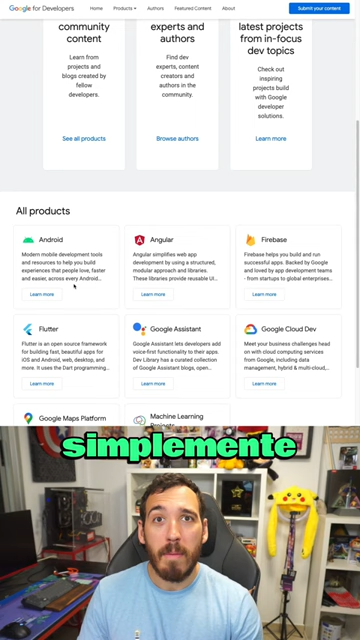 Google for Developers
Home
Products
Authors
Featured Content
About
Submit your content
community
content
Learn from
projects and
blogs created by
fellow
developers.
See all products
experts and
authors
Find dev
experts, content
creators and
authors in the
community.
Browse authors
latest projects
from in-focus
dev topics
Check out
inspiring
projects build
with Google
developer
solutions.
Learn more
All products
Android
Modern mobile development tools
and resources to help you build
experiences that people love, faster
and easier, across every Android...
Learn more
Angular
Angular simplifies web app
development by using a structured,
modular approach and libraries.
These libraries provide reusable UI...
Learn more
Firebase
Firebase helps you build and run
successful apps. Backed by Google
and loved by app development teams
- from startups to global enterprises...
Learn more
Flutter
Flutter is an open source framework
for building fast, beautiful apps for
iOS and Android, web, desktop, and
more. It uses the Dart programming...
Learn more
Google Assistant
Google Assistant lets developers add
voice-first functionality to their apps.
Dev Library has a curated
collection of Google blogs, open...
Learn more
Google Cloud Dev
Meet your business challenges head
on with cloud computing services
from Google, including data
management, hybrid & multi-cloud,...
Learn more
Google Maps Platform
Machine Learning
Projects
simplemente